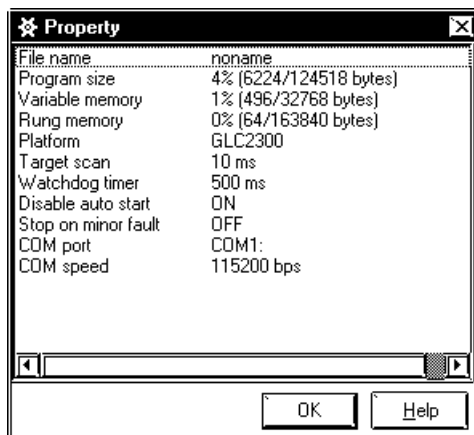 Property
File name noname
Program size 4% (6224/124518 bytes)
Variable memory 1% (496/32768 bytes)
Rung memory 0% (64/163840 bytes)
Platform GLC2300
Target scan 10 ms
Watchdog timer 500 ms
Disable auto start ON
Stop on minor fault OFF
COM port COM1:
COM speed 115200 bps
OK Help